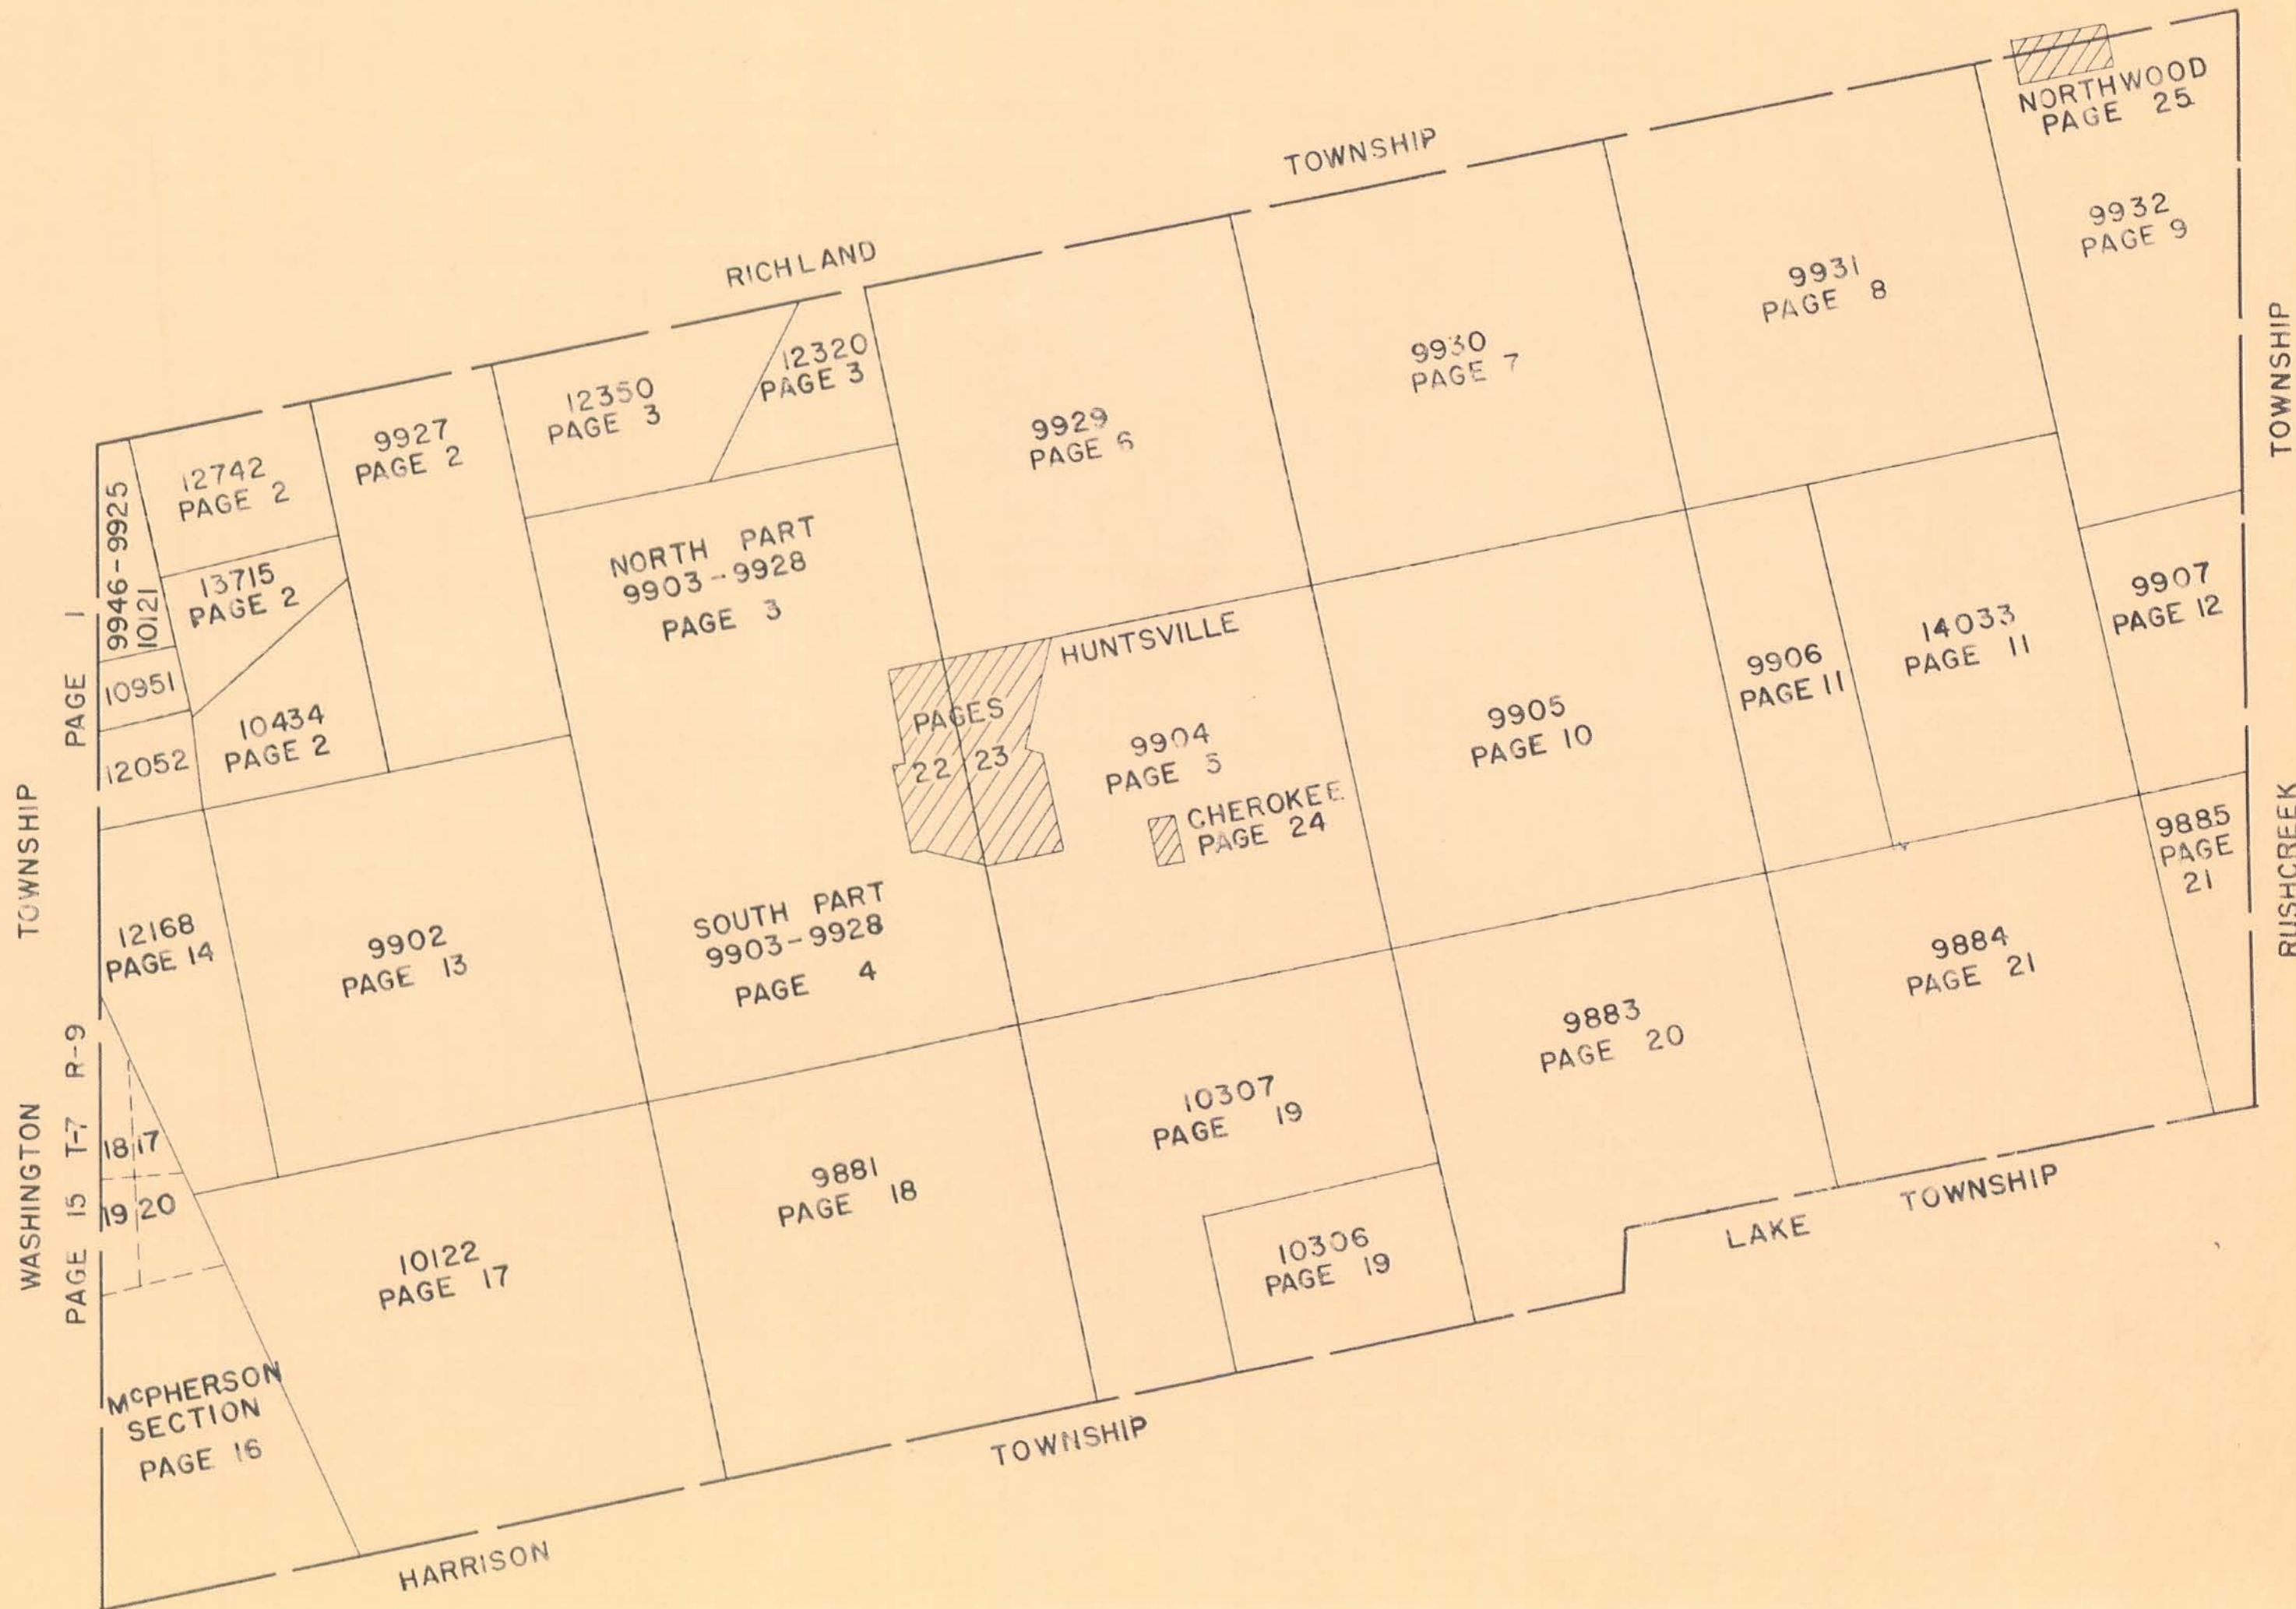 RICHLAND
TOWNSHIP
NORTHWOOD
PAGE 25
9932
PAGE 9
9931
PAGE 8
9930
PAGE 7
9929
PAGE 6
12320
PAGE 3
12350
PAGE 3
9927
PAGE 2
12742
PAGE 2
13715
PAGE 2
10434
PAGE 2
9946-9925
10121
10951
12052
PAGE 1
NORTH PART
9903-9928
PAGE 3
HUNTSVILLE
PAGES
22 23
9904
PAGE 5
CHEROKEE
PAGE 24
9905
PAGE 10
9906
PAGE 11
14033
PAGE 11
9907
PAGE 12
9885
PAGE
21
TOWNSHIP
RUSHCREEK
WASHINGTON
TOWNSHIP
12168
PAGE 14
9902
PAGE 13
SOUTH PART
9903-9928
PAGE 4
9884
PAGE 21
9883
PAGE 20
10307
PAGE 19
10306
PAGE 19
9881
PAGE 18
10122
PAGE 17
PAGE 15 T-7 R-9
18 17
19 20
McPHERSON
SECTION
PAGE 16
HARRISON
TOWNSHIP
LAKE
TOWNSHIP